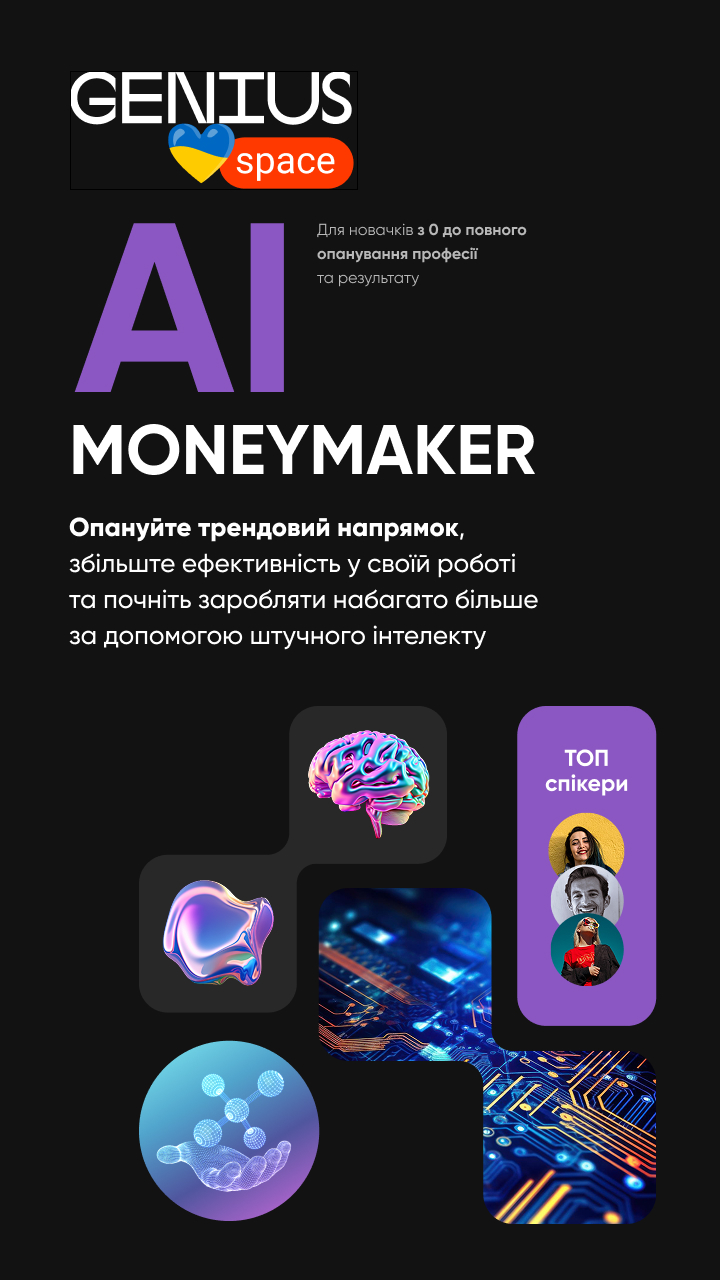 GENIUS
space
AI
Для новачків з 0 до повного
опанування професії
та результату
MONEYMAKER
Опануйте трендовий напрямок,
збільште ефективність у своїй роботі
та почніть заробляти набагато більше
за допомогою штучного інтелекту
ТОП
спікери